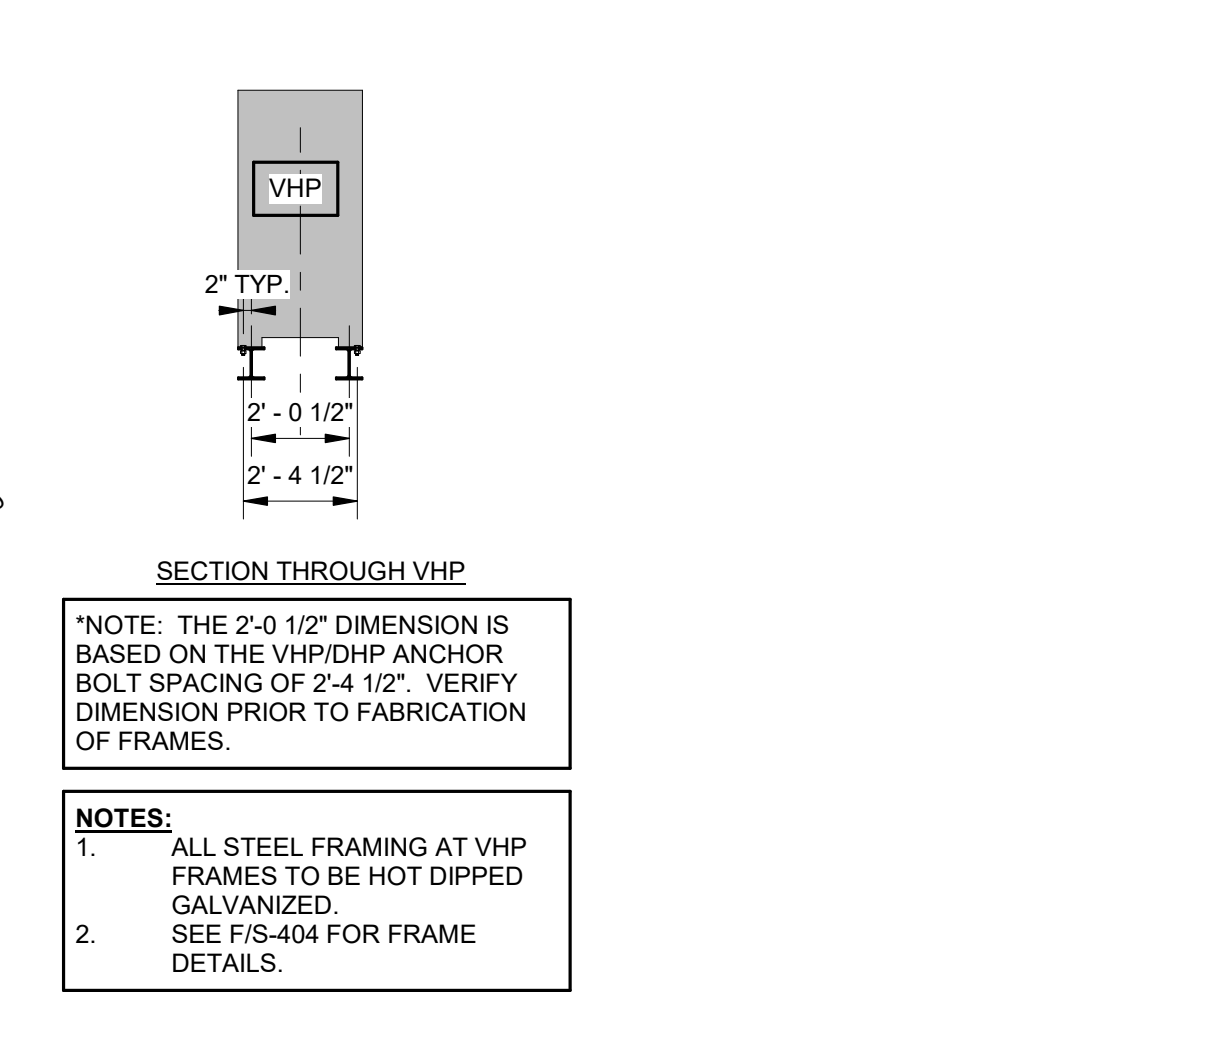 VHP
2" TYP.
2' - 0 1/2"
2' - 4 1/2"
SECTION THROUGH VHP
*NOTE: THE 2'-0 1/2" DIMENSION IS
BASED ON THE VHP/DHP ANCHOR
BOLT SPACING OF 2'-4 1/2". VERIFY
DIMENSION PRIOR TO FABRICATION
OF FRAMES.
NOTES:
1. ALL STEEL FRAMING AT VHP
FRAMES TO BE HOT DIPPED
GALVANIZED.
2. SEE F/S-404 FOR FRAME
DETAILS.